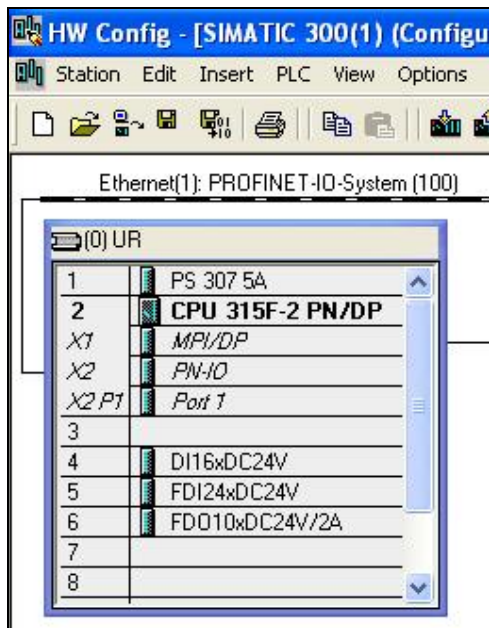 HW Config - [SIMATIC 300(1) (Configu
Station Edit Insert PLC View Options
Ethernet(1): PROFINET-IO-System (100)
(0) UR
1 PS 307 5A
2 CPU 315F-2 PN/DP
X1 MPI/DP
X2 PN-IO
X2 P1 Port 1
3
4 DI16xDC24V
5 FDI24xDC24V
6 FDO10xDC24V/2A
7
8